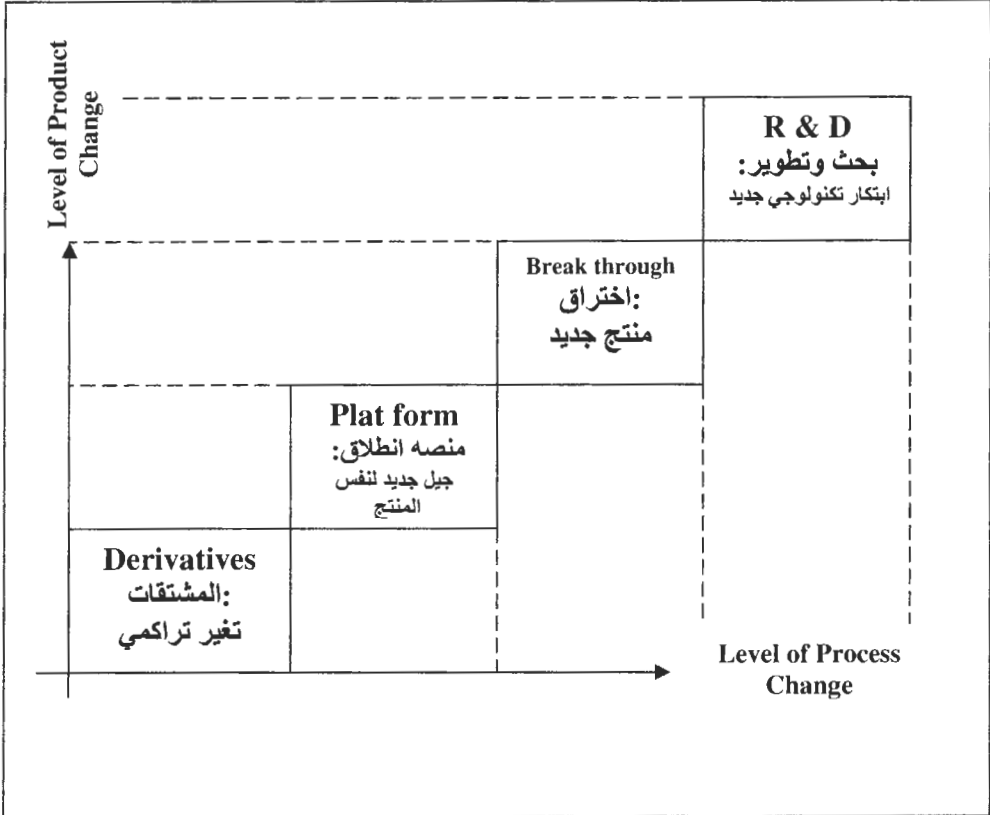 Level of Product
Change
R & D
بحث وتطوير:
ابتكار تكنولوجي جديد
Break through
اختراق:
منتج جديد
Plat form
منصه انطلاق:
جيل جديد لنفس
المنتج
Derivatives
المشتقات:
تغير تراكمي
Level of Process
Change